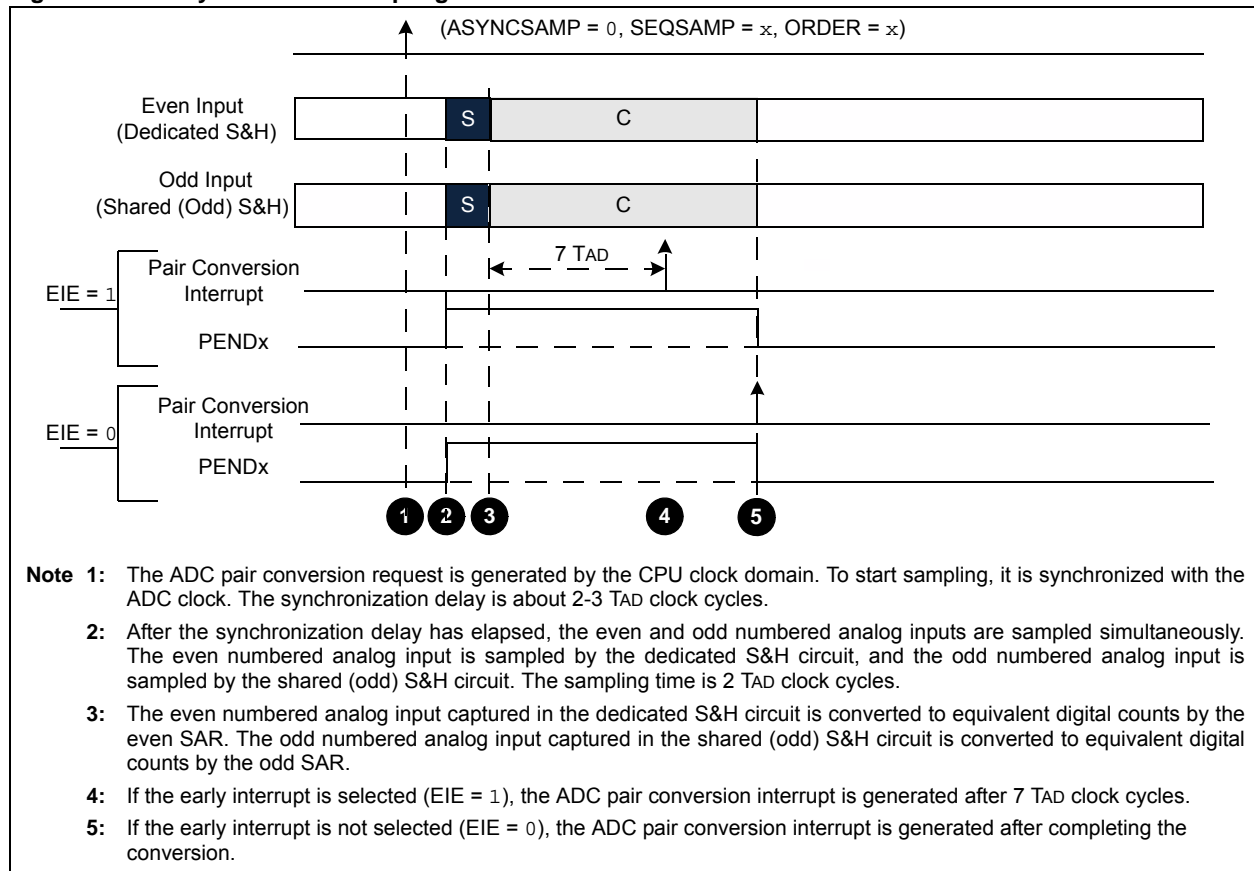 (ASYNCSAMP = 0, SEQSAMP = x, ORDER = x)
Even Input
(Dedicated S&H)
S
C
Odd Input
(Shared (Odd) S&H)
S
C
7 TAD
Pair Conversion
Interrupt
EIE = 1
PENDx
Pair Conversion
Interrupt
EIE = 0
PENDx
1 2 3 4 5
Note 1: The ADC pair conversion request is generated by the CPU clock domain. To start sampling, it is synchronized with the
ADC clock. The synchronization delay is about 2-3 TAD clock cycles.
2: After the synchronization delay has elapsed, the even and odd numbered analog inputs are sampled simultaneously.
The even numbered analog input is sampled by the dedicated S&H circuit, and the odd numbered analog input is
sampled by the shared (odd) S&H circuit. The sampling time is 2 TAD clock cycles.
3: The even numbered analog input captured in the dedicated S&H circuit is converted to equivalent digital counts by the
even SAR. The odd numbered analog input captured in the shared (odd) S&H circuit is converted to equivalent digital
counts by the odd SAR.
4: If the early interrupt is selected (EIE = 1), the ADC pair conversion interrupt is generated after 7 TAD clock cycles.
5: If the early interrupt is not selected (EIE = 0), the ADC pair conversion interrupt is generated after completing the
conversion.